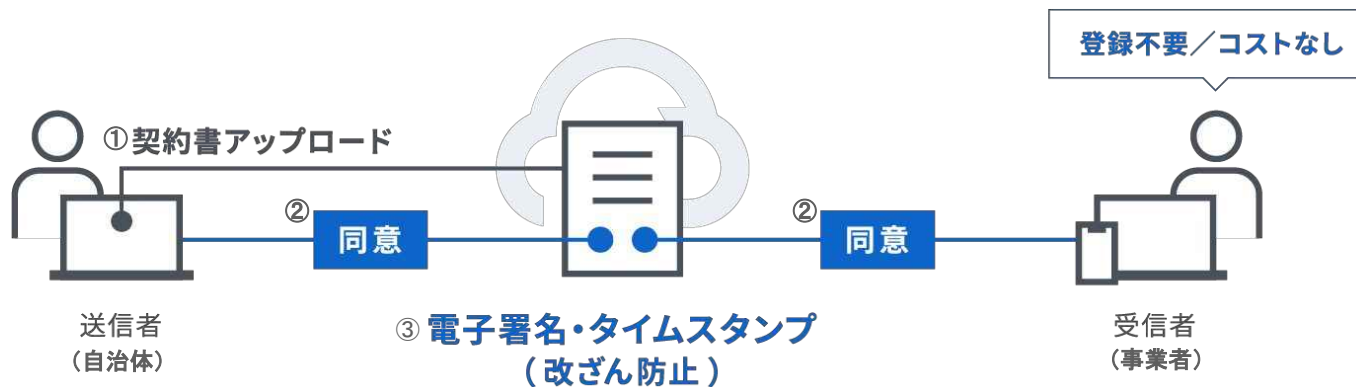 登録不要／コストなし
①契約書アップロード
②
同意
②
同意
送信者
（自治体）
③ 電子署名・タイムスタンプ
（改ざん防止）
受信者
（事業者）